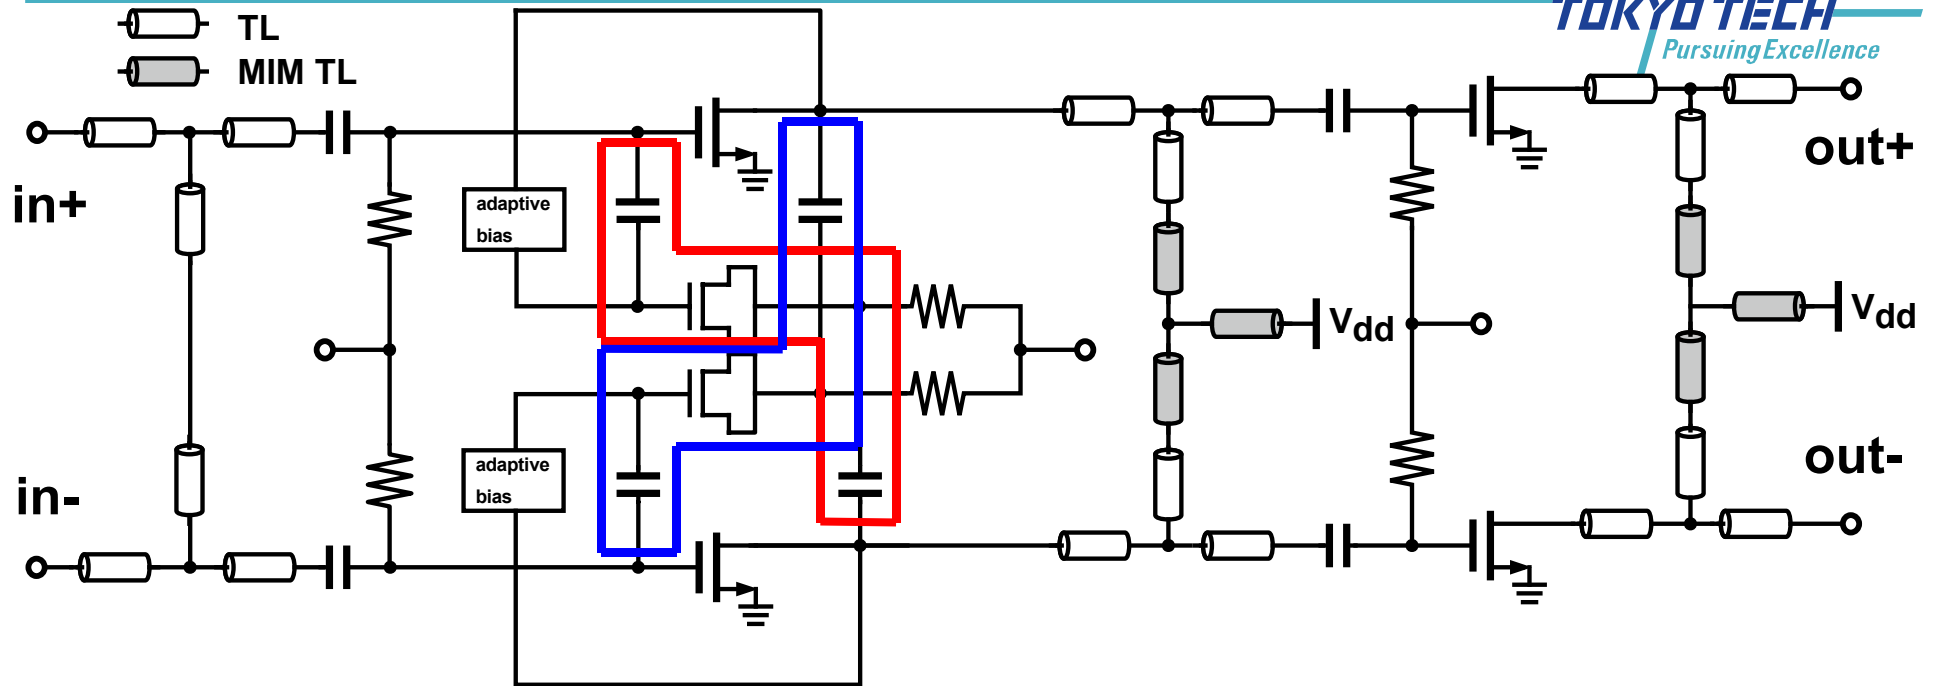 TOKYO TECH
Pursuing Excellence
TL
MIM TL
in+
in-
adaptive
bias
adaptive
bias
Vdd
Vdd
out+
out-